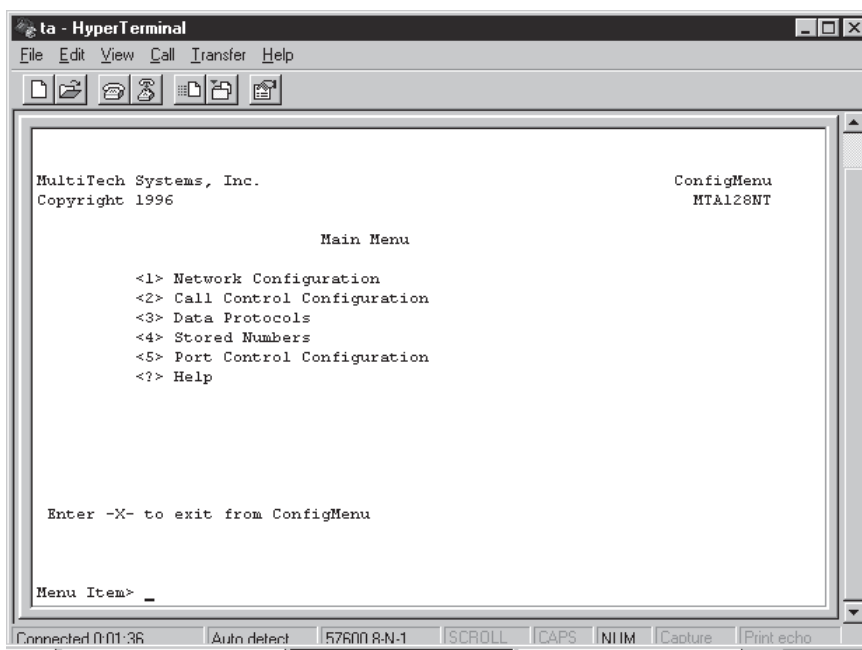 ta - HyperTerminal
File Edit View Call Transfer Help
MultiTech Systems, Inc. ConfigMenu
Copyright 1996 MTA128NT
Main Menu
<1> Network Configuration
<2> Call Control Configuration
<3> Data Protocols
<4> Stored Numbers
<5> Port Control Configuration
<?> Help
Enter -X- to exit from ConfigMenu
Menu Item> _
Connected 0:01:36 Auto detect 57600 8-N-1 SCROLL CAPS NUM Capture Print echo